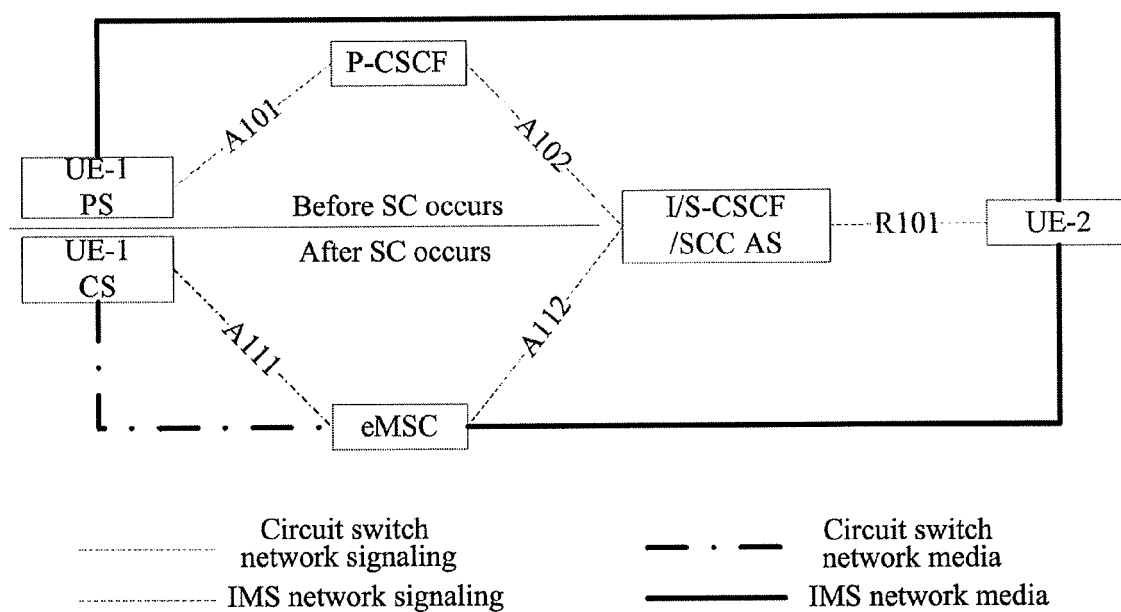 P-CSCF
A101
A102
UE-1
PS
Before SC occurs
I/S-CSCF
/SCC AS
R101
UE-2
After SC occurs
UE-1
CS
A111
A112
eMSC
Circuit switch
network signaling
Circuit switch
network media
IMS network signaling
IMS network media